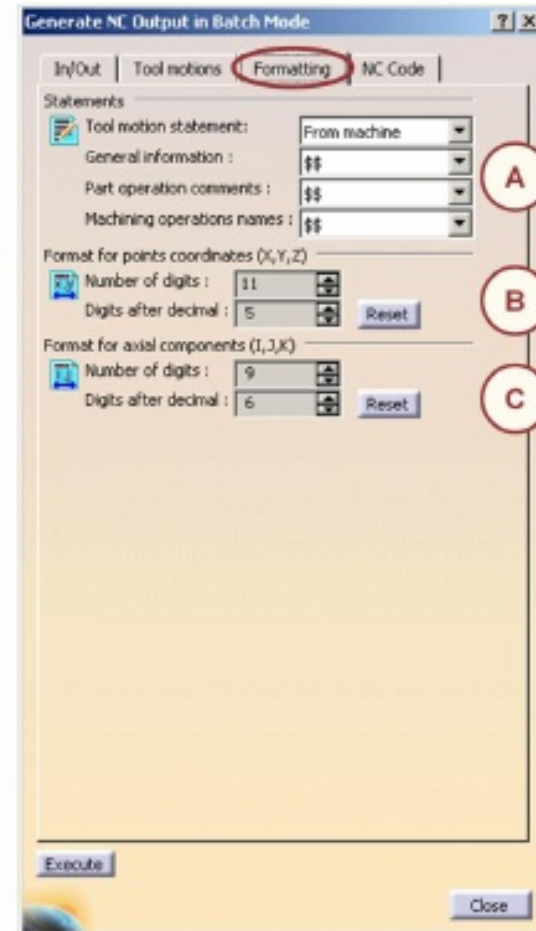 Generate NC Output in Batch Mode ? X
In/Out Tool motions Formatting NC Code
Statements
Tool motion statement: From machine
General information : $$
Part operation comments : $$
Machining operations names : $$
A
Format for points coordinates (X,Y,Z)
Number of digits : 11
Digits after decimal : 5 Reset
B
Format for axial components (I,J,K)
Number of digits : 9
Digits after decimal : 6 Reset
C
Execute
Close